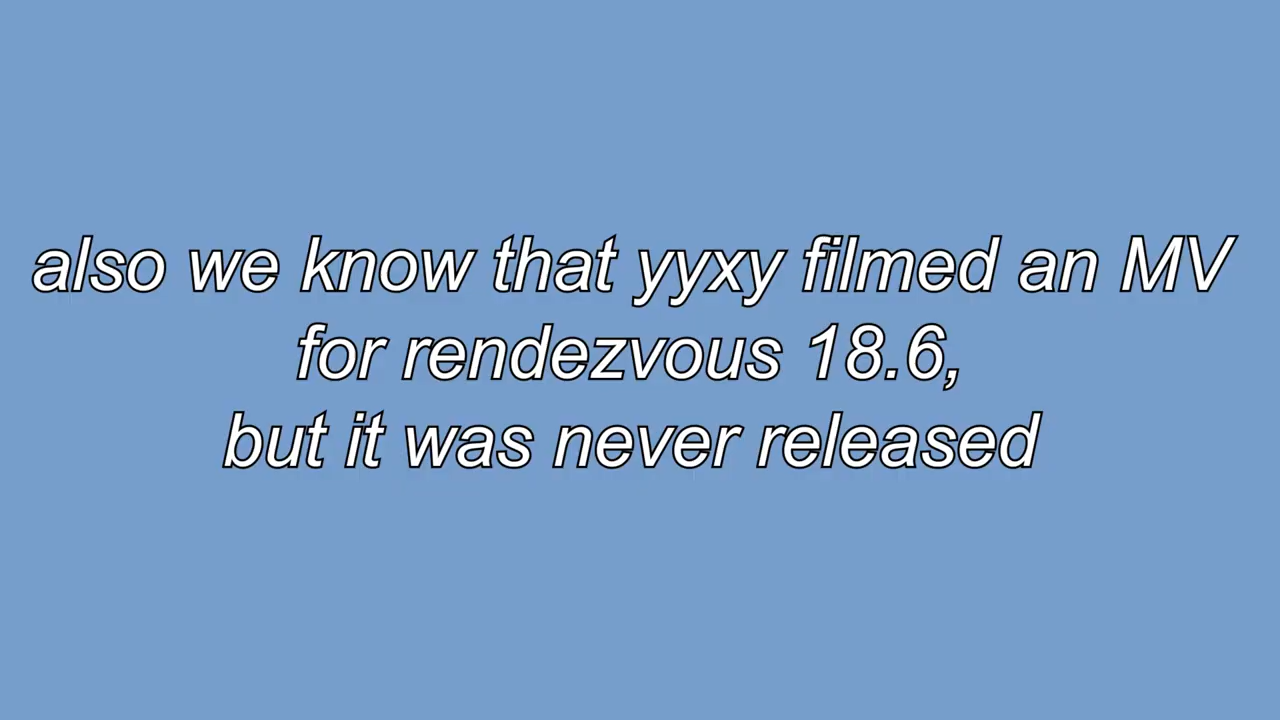 also we know that yyxy filmed an MV
for rendezvous 18.6,
but it was never released